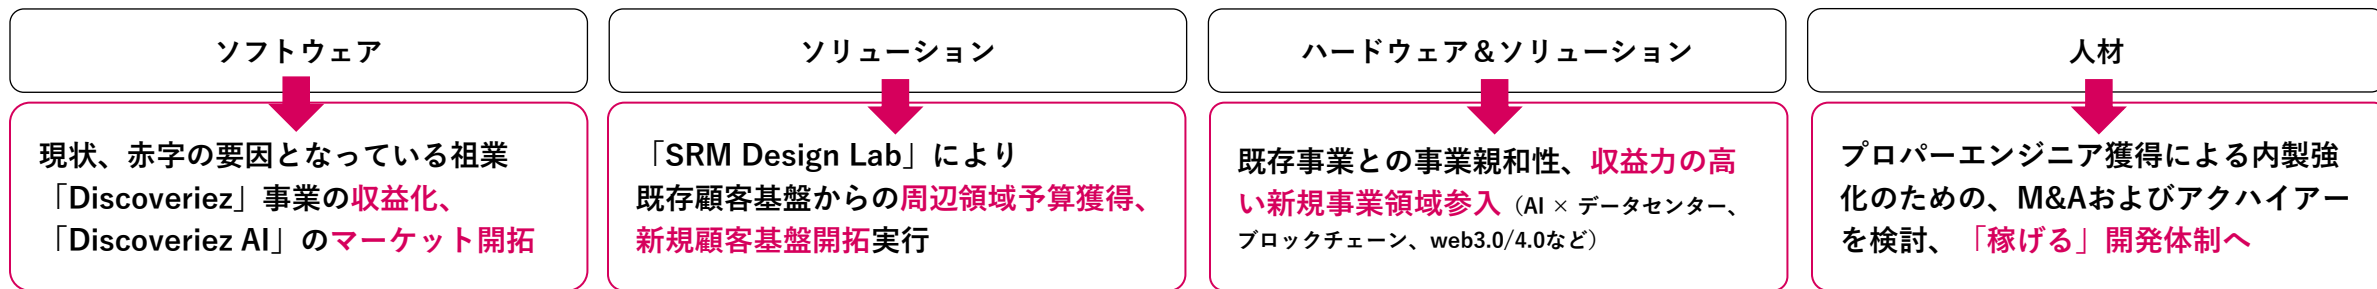 ソフトウェア
現状、赤字の要因となっている祖業
「Discoveriez」事業の収益化、
「Discoveriez AI」のマーケット開拓
ソリューション
「SRM Design Lab」により
既存顧客基盤からの周辺領域予算獲得、
新規顧客基盤開拓実行
ハードウェア＆ソリューション
既存事業との事業親和性、収益力の高
い新規事業領域参入（AI × データセンター、
ブロックチェーン、web3.0/4.0など）
人材
プロパーエンジニア獲得による内製強
化のための、M&Aおよびアクハイアー
を検討、「稼げる」開発体制へ